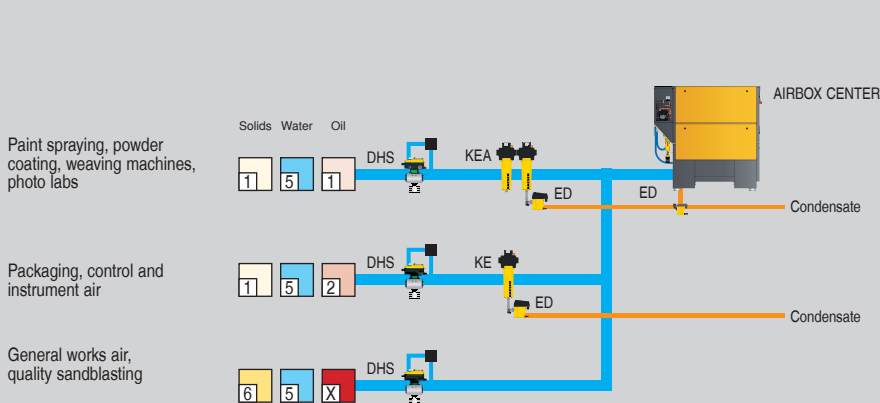 AIRBOX CENTER
Solids Water Oil
Paint spraying, powder
coating, weaving machines,
photo labs
1 5 1
DHS
KEA
ED
ED
Condensate
Packaging, control and
instrument air
1 5 2
DHS
KE
ED
Condensate
General works air,
quality sandblasting
6 5 X
DHS